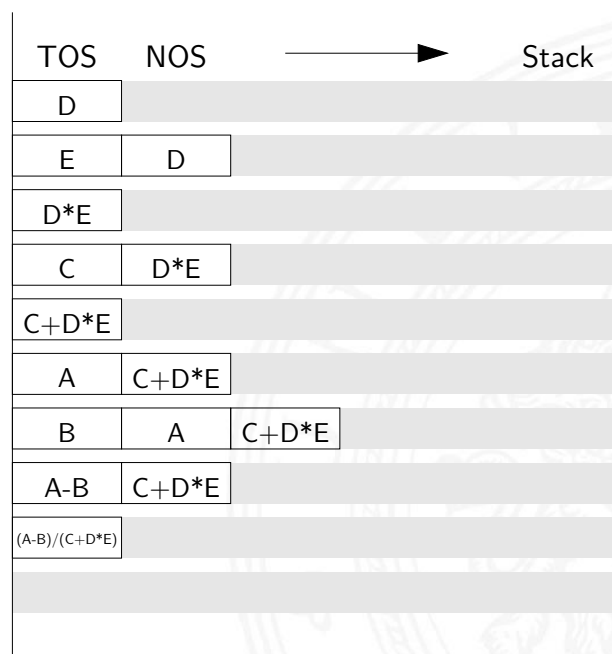 TOS NOS Stack
D
E D
D*E
C D*E
C+D*E
A C+D*E
B A C+D*E
A-B C+D*E
(A-B)/(C+D*E)